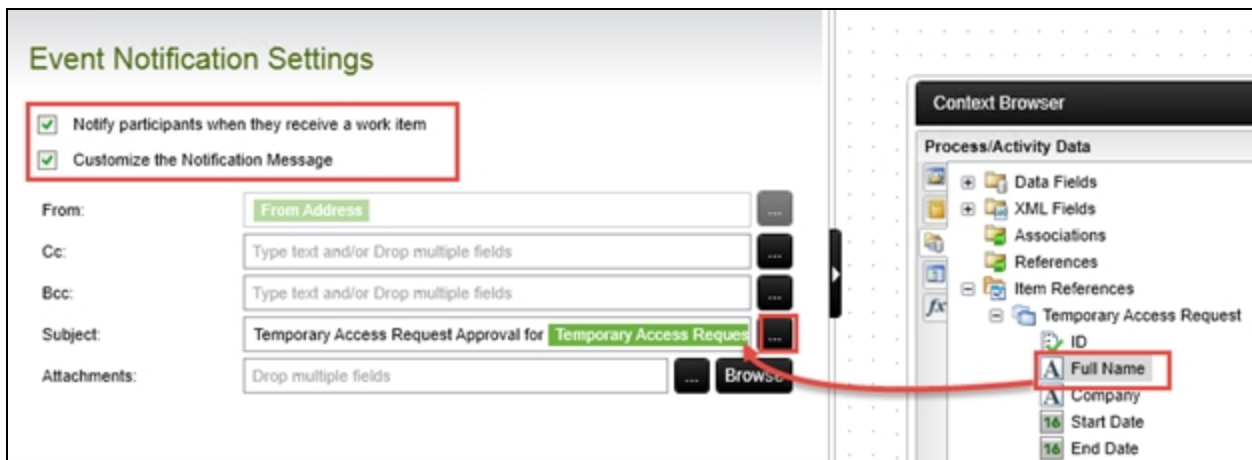 Event Notification Settings
Notify participants when they receive a work item
Customize the Notification Message
From: From Address ...
Cc: Type text and/or Drop multiple fields ...
Bcc: Type text and/or Drop multiple fields ...
Subject: Temporary Access Request Approval for Temporary Access Reques ...
Attachments: Drop multiple fields ... Browse
Context Browser
Process/Activity Data
Data Fields
XML Fields
Associations
References
Item References
fx
Temporary Access Request
ID
A Full Name
A Company
16 Start Date
16 End Date